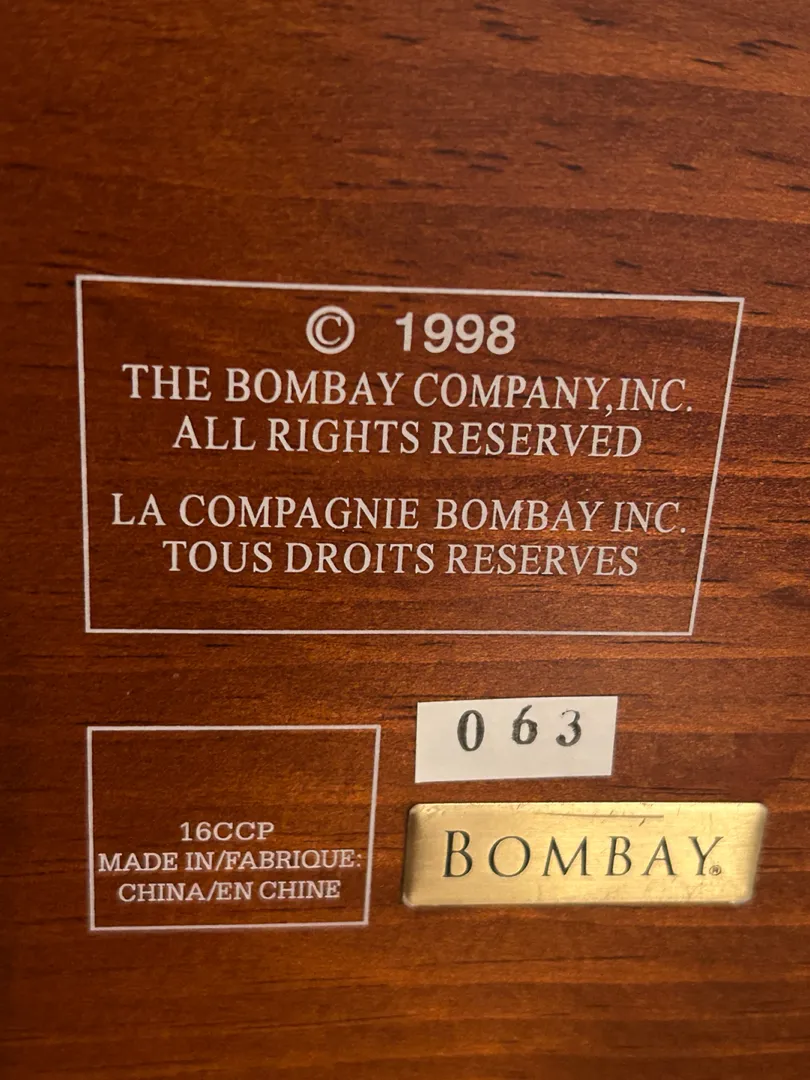 © 1998
THE BOMBAY COMPANY,INC.
ALL RIGHTS RESERVED
LA COMPAGNIE BOMBAY INC.
TOUS DROITS RESERVES
063
16CCP
MADE IN/FABRIQUE:
CHINA/EN CHINE
BOMBAY®